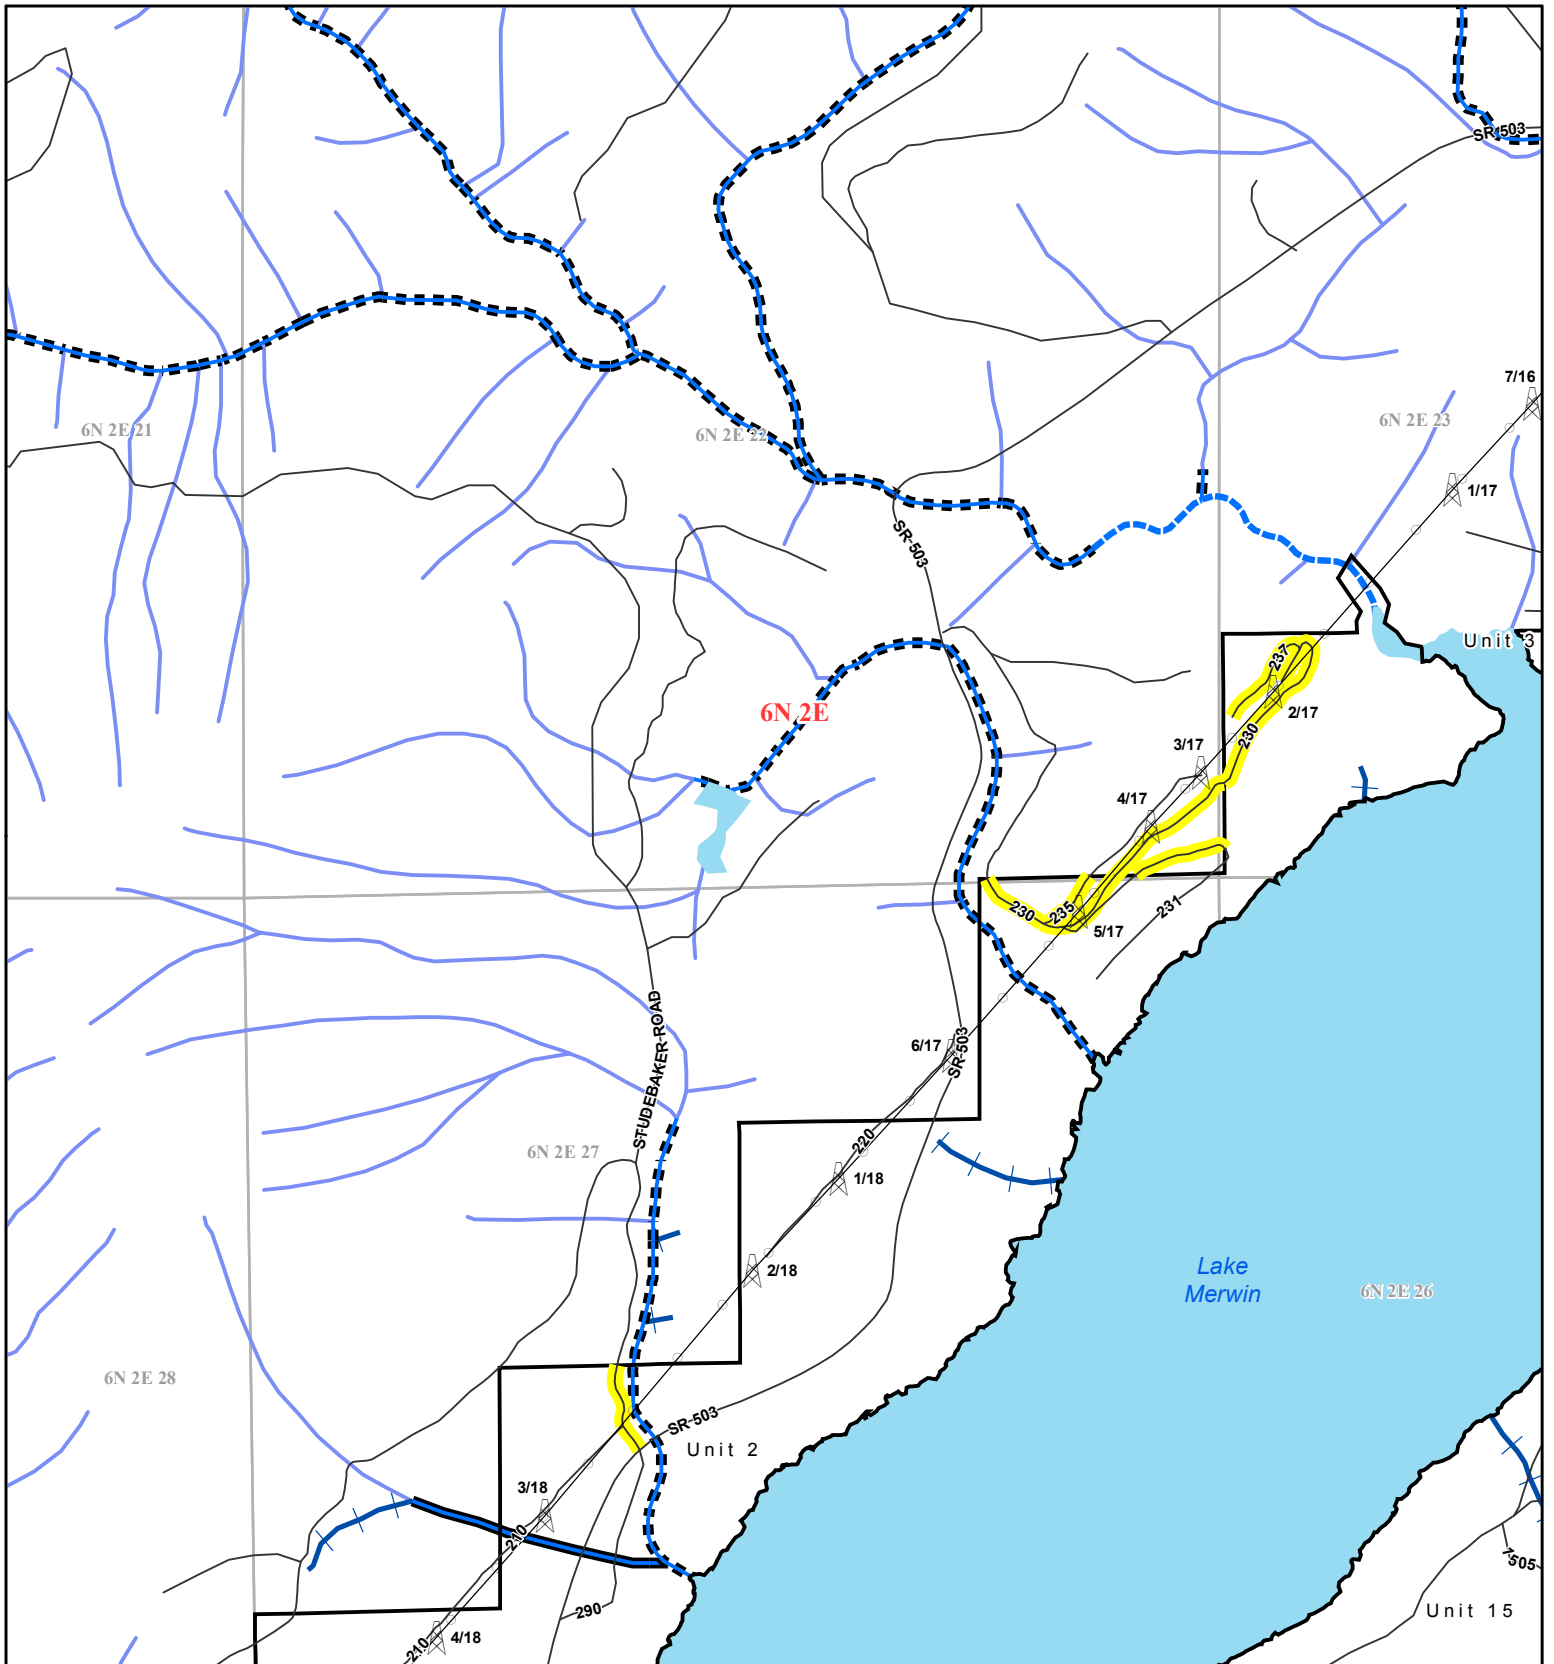 SR-503
7/16
6N 2E 23
6N 2E 21
6N 2E 22
1/17
SR-503
Unit 3
237
6N 2E
2/17
230
3/17
4/17
230
235
231
5/17
STUDEBAKER ROAD
6/17
SR-503
220
6N 2E 27
1/18
Lake
Merwin
2/18
6N 2E 26
6N 2E 28
SR-503
Unit 2
3/18
210
7505
290
Unit 15
210
4/18